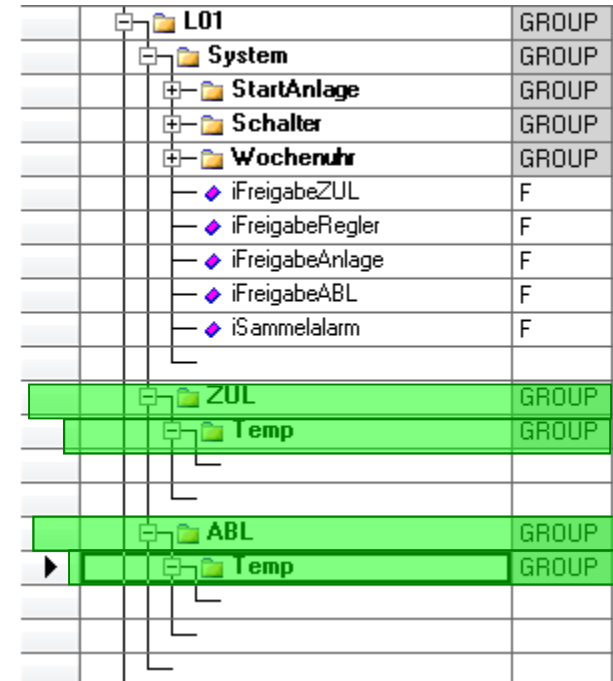 L01 GROUP
System GROUP
StartAnlage GROUP
Schalter GROUP
Wochenuhr GROUP
iFreigabeZUL F
iFreigabeRegler F
iFreigabeAnlage F
iFreigabeABL F
iSammelalarm F
ZUL GROUP
Temp GROUP
ABL GROUP
Temp GROUP